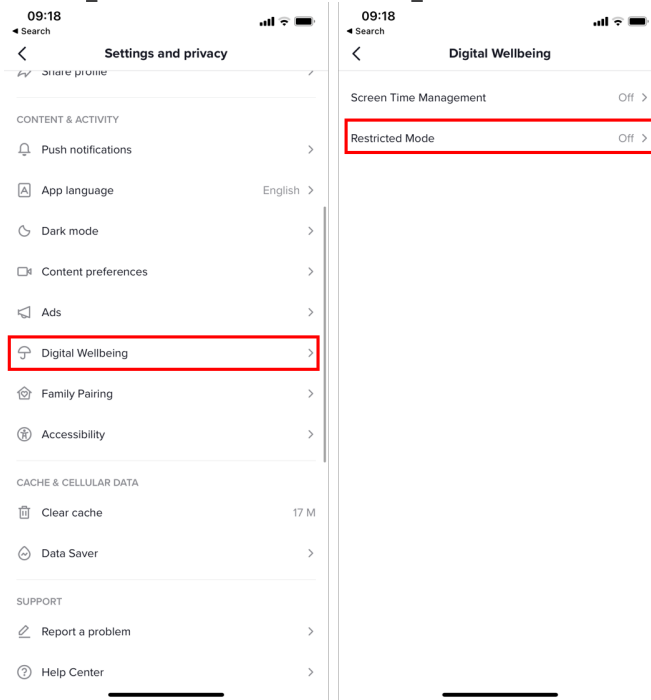 09:18
Search
Settings and privacy
Share profile
CONTENT & ACTIVITY
Push notifications
App language English
Dark mode
Content preferences
Ads
Digital Wellbeing
Family Pairing
Accessibility
CACHE & CELLULAR DATA
Clear cache 17 M
Data Saver
SUPPORT
Report a problem
Help Center
09:18
Search
Digital Wellbeing
Screen Time Management Off
Restricted Mode Off